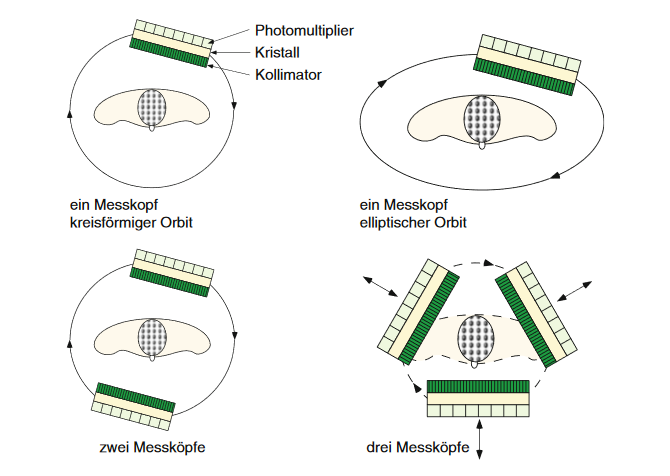 Photomultiplier
Kristall
Kollimator
ein Messkopf
kreisförmiger Orbit
ein Messkopf
elliptischer Orbit
zwei Messköpfe
drei Messköpfe